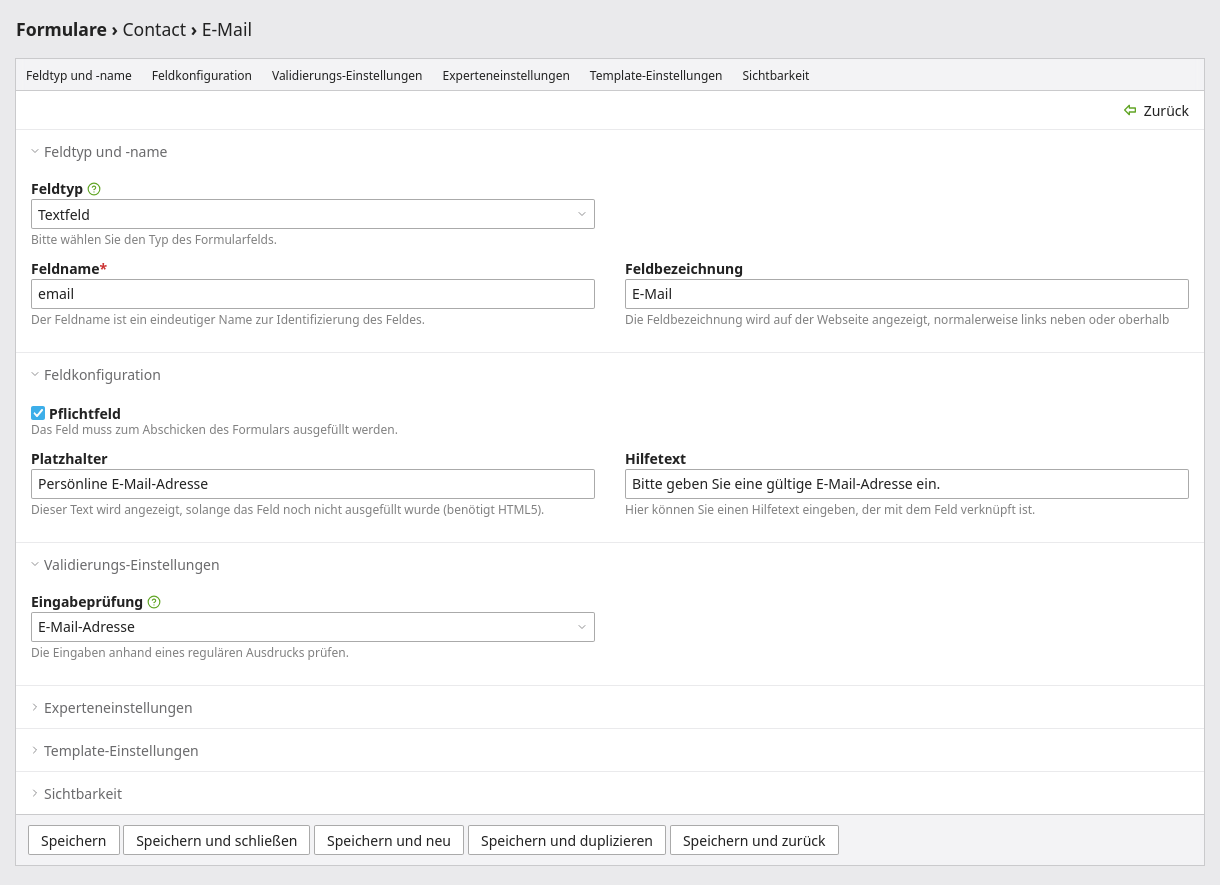 Formulare › Contact › E-Mail
Feldtyp und -name Feldkonfiguration Validierungs-Einstellungen Experteneinstellungen Template-Einstellungen Sichtbarkeit
Zurück
Feldtyp und -name
Feldtyp
Textfeld
Bitte wählen Sie den Typ des Formularfelds.
Feldname* Feldbezeichnung
email E-Mail
Der Feldname ist ein eindeutiger Name zur Identifizierung des Feldes. Die Feldbezeichnung wird auf der Webseite angezeigt, normalerweise links neben oder oberhalb
Feldkonfiguration
Pflichtfeld
Das Feld muss zum Abschicken des Formulars ausgefüllt werden.
Platzhalter Hilfetext
Persönline E-Mail-Adresse Bitte geben Sie eine gültige E-Mail-Adresse ein.
Dieser Text wird angezeigt, solange das Feld noch nicht ausgefüllt wurde (benötigt HTML5). Hier können Sie einen Hilfetext eingeben, der mit dem Feld verknüpft ist.
Validierungs-Einstellungen
Eingabeprüfung
E-Mail-Adresse
Die Eingaben anhand eines regulären Ausdrucks prüfen.
Experteneinstellungen
Template-Einstellungen
Sichtbarkeit
Speichern Speichern und schließen Speichern und neu Speichern und duplizieren Speichern und zurück